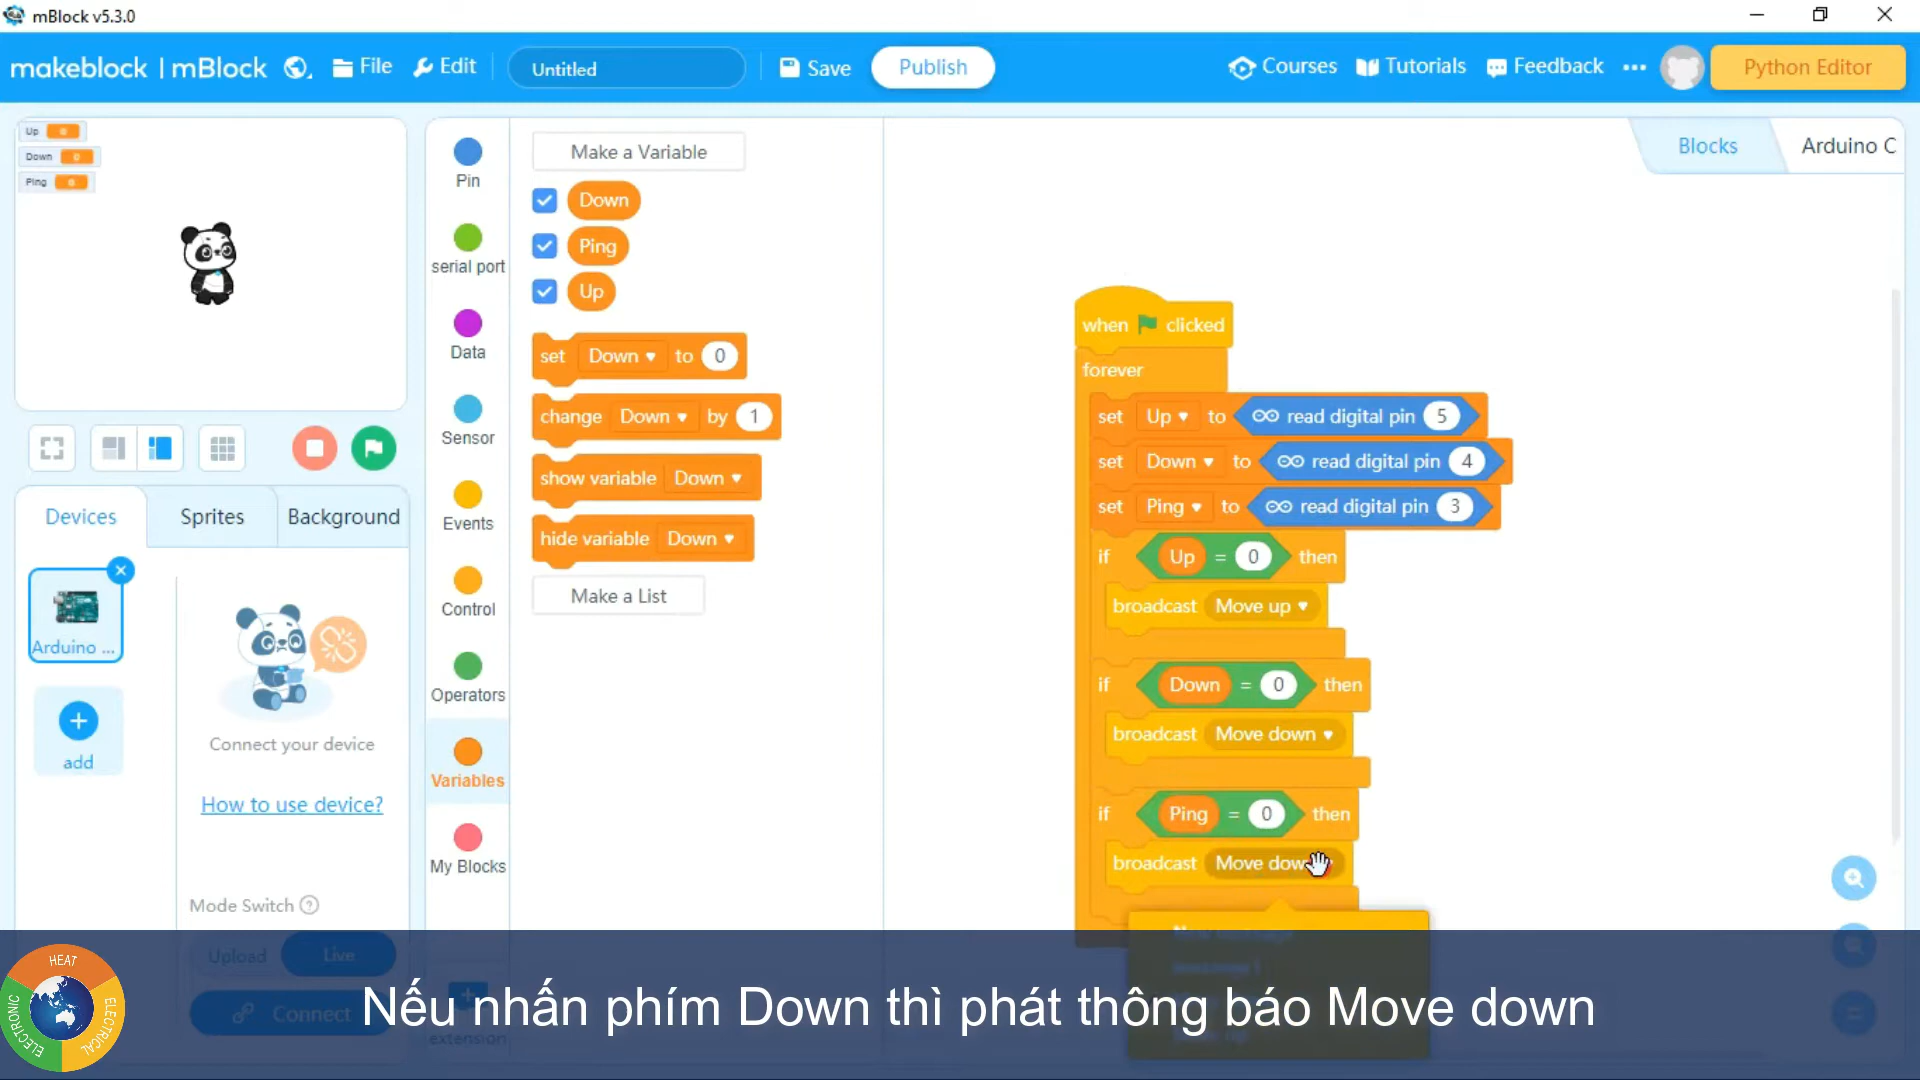 mBlock v5.3.0
makeblock | mBlock
File
Edit
Untitled
Save
Publish
Courses
Tutorials
Feedback
Python Editor
Up 0
Down 0
Ping 0
Devices
Sprites
Background
Arduino ...
add
Connect your device
How to use device?
Mode Switch
Upload
Live
Connect
Pin
serial port
Data
Sensor
Events
Control
Operators
Variables
My Blocks
extension
Make a Variable
Down
Ping
Up
set Down to 0
change Down by 1
show variable Down
hide variable Down
Make a List
Blocks
Arduino C
when clicked
forever
set Up to read digital pin 5
set Down to read digital pin 4
set Ping to read digital pin 3
if Up = 0 then
broadcast Move up
if Down = 0 then
broadcast Move down
if Ping = 0 then
broadcast Move dow
HEAT
ELECTRICAL
ELECTRONIC
Nếu nhấn phím Down thì phát thông báo Move down